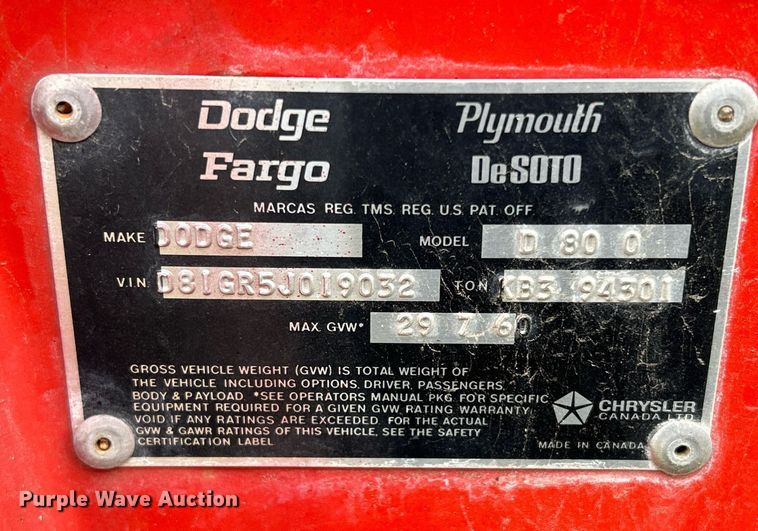 Dodge Plymouth
Fargo DeSOTO
MARCAS REG. TMS. REG. U.S. PAT. OFF.
MAKE DODGE MODEL D 80 0
V.I.N. D81GR5J019032 TON KB3 94301
MAX. GVW* 29 7 60
GROSS VEHICLE WEIGHT (GVW) IS TOTAL WEIGHT OF
THE VEHICLE INCLUDING OPTIONS, DRIVER, PASSENGERS,
BODY & PAYLOAD *SEE OPERATORS MANUAL PKG. FOR SPECIFIC
EQUIPMENT REQUIRED FOR A GIVEN GVW RATING WARRANTY
VOID IF ANY RATINGS ARE EXCEEDED. FOR THE ACTUAL
GVW & GAWR RATINGS OF THIS VEHICLE, SEE THE SAFETY
CERTIFICATION LABEL.
CHRYSLER
CANADA LTD.
MADE IN CANADA
Purple Wave Auction